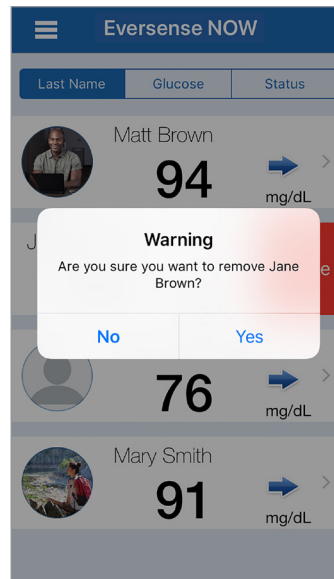 Eversense NOW
Last Name Glucose Status
Matt Brown
94
mg/dL
J
Warning
Are you sure you want to remove Jane
Brown?
e
No Yes
76
mg/dL
Mary Smith
91
mg/dL